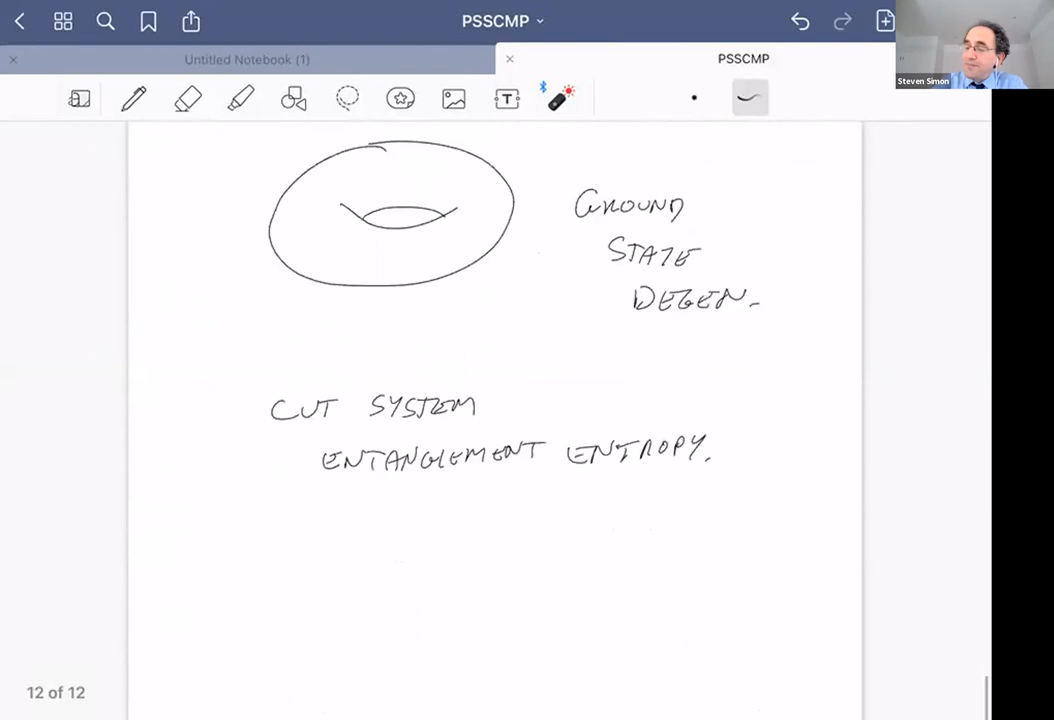 PSSCMP
Untitled Notebook (1)
PSSCMP
Steven Simon
T
GROUND
STATE
DEGEN.
CUT SYSTEM
ENTANGLEMENT ENTROPY.
12 of 12